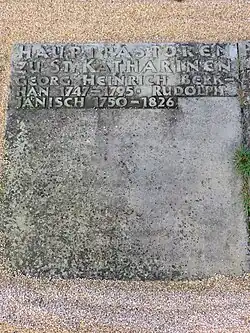 HAUPTPASTOREN
ZU ST. KATHARINEN
GEORG HEINRICH BERK-
HAN 1747-1795 · RUDOLPH
JÄNISCH 1750-1826